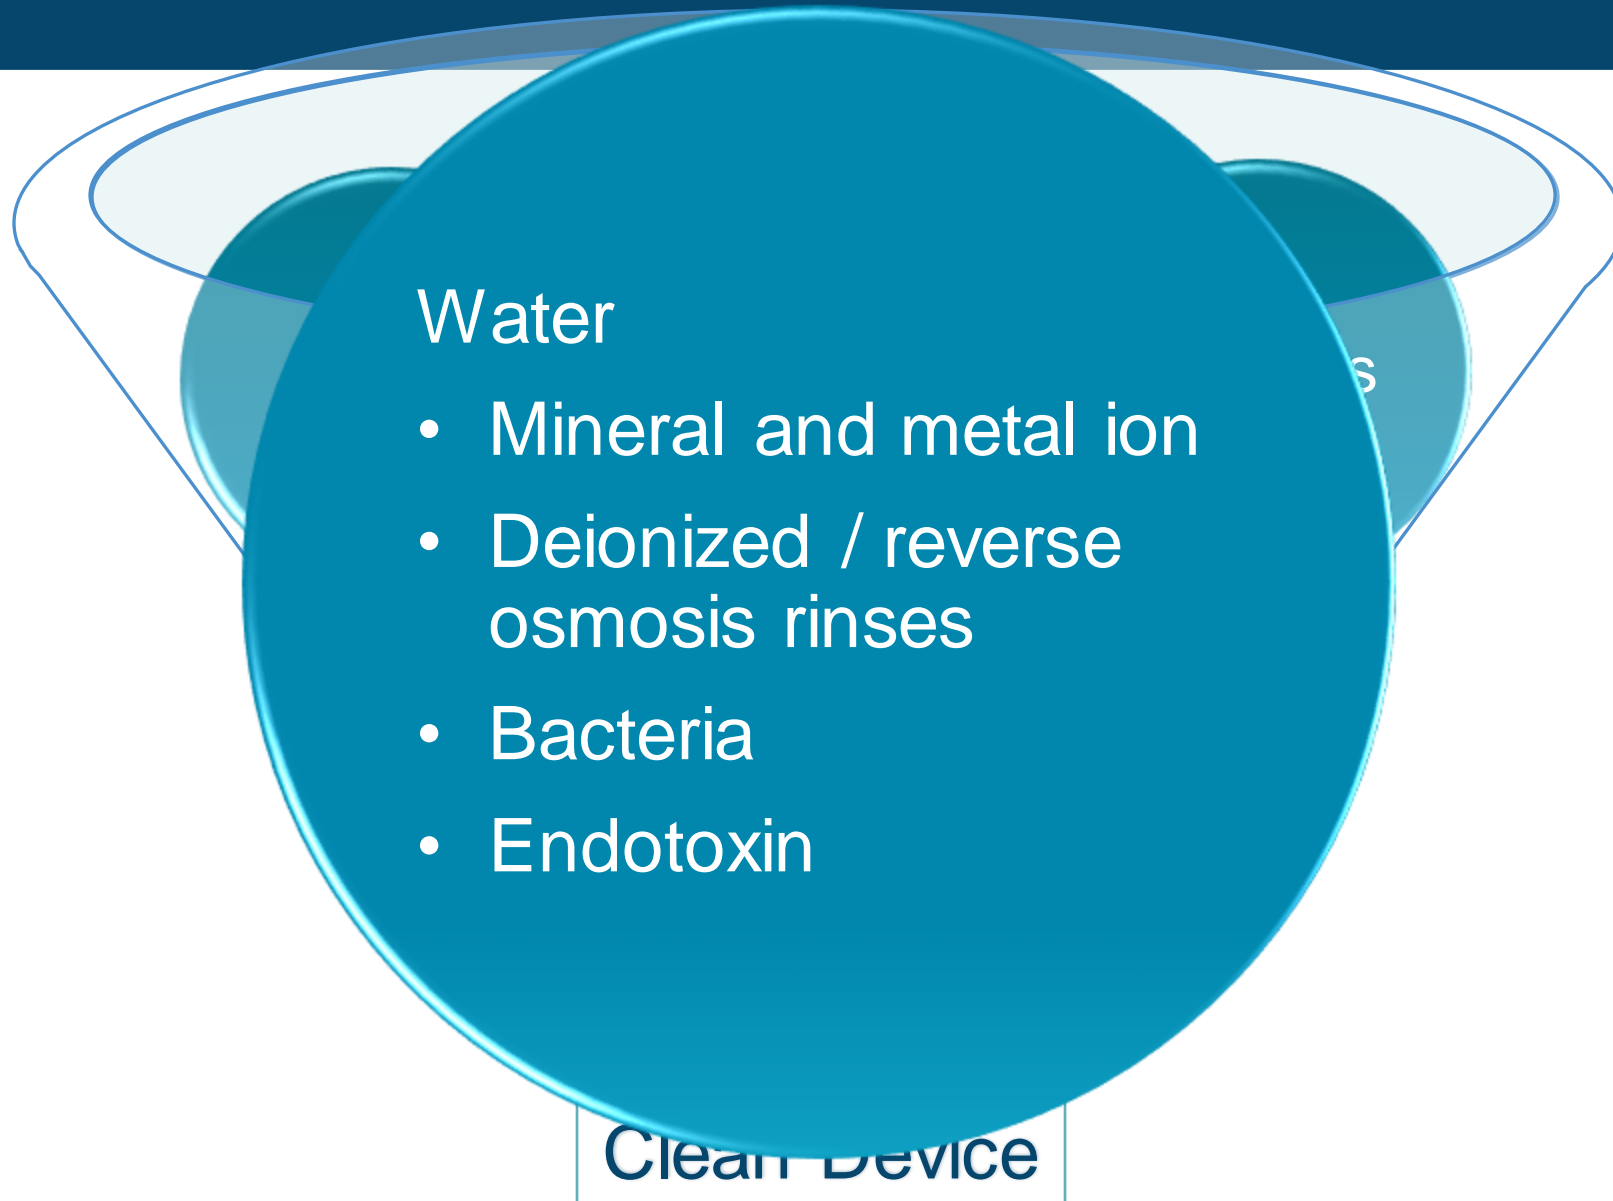 Water
• Mineral and metal ion
• Deionized / reverse
osmosis rinses
• Bacteria
• Endotoxin
Clean Device